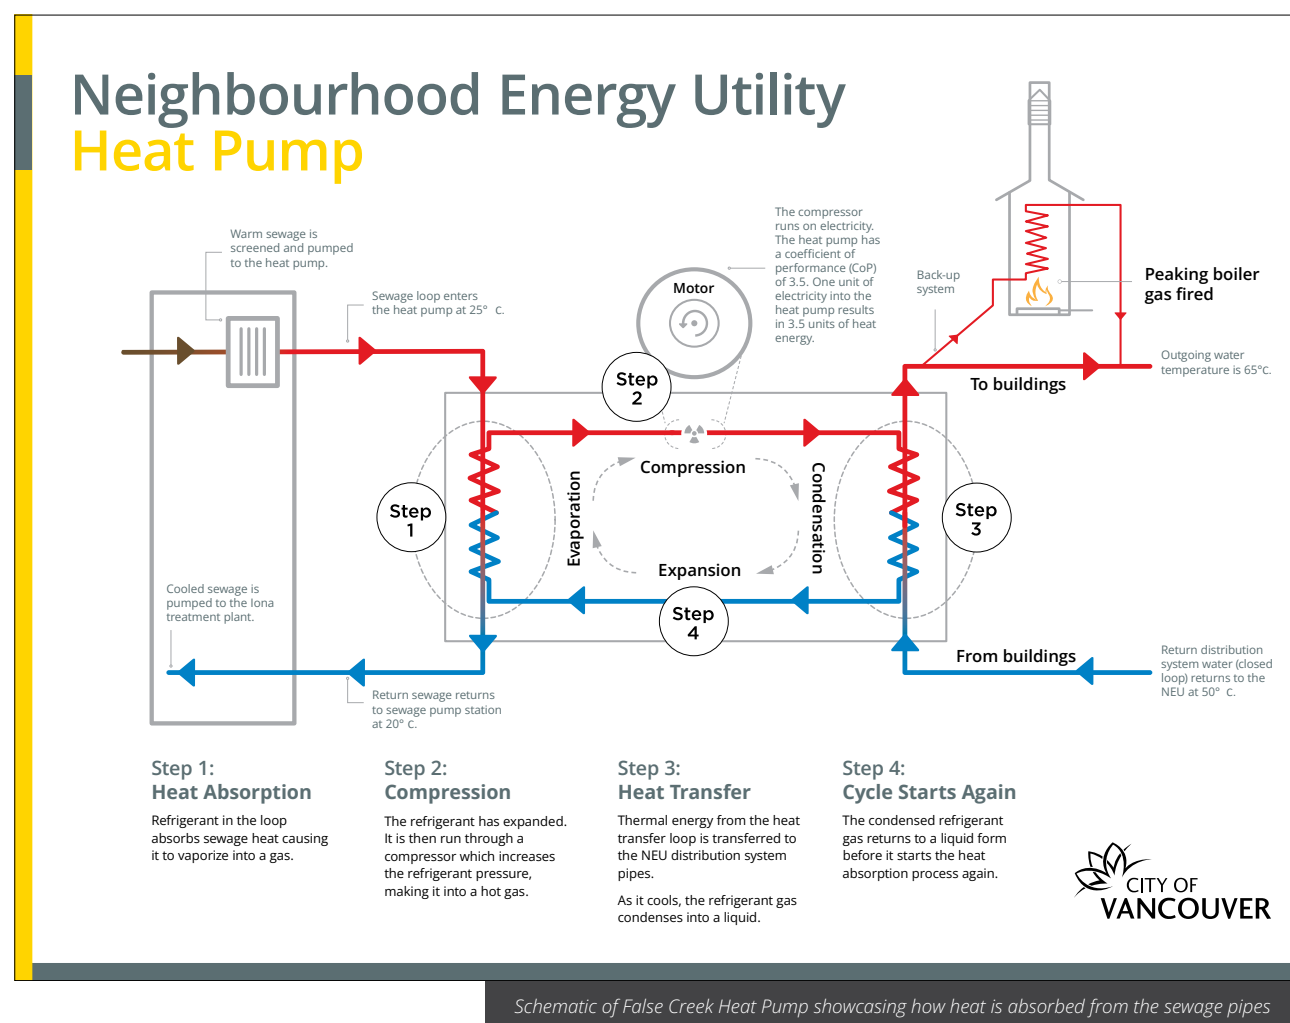 Neighbourhood Energy Utility
Heat Pump
Warm sewage is
screened and pumped
to the heat pump.
Sewage loop enters
the heat pump at 25° C.
Motor
The compressor
runs on electricity.
The heat pump has
a coefficient of
performance (CoP)
of 3.5. One unit of
electricity into the
heat pump results
in 3.5 units of heat
energy.
Back-up
system
Peaking boiler
gas fired
Outgoing water
temperature is 65°C.
To buildings
Step
2
Compression
Evaporation
Condensation
Expansion
Step
1
Step
3
Step
4
Cooled sewage is
pumped to the Iona
treatment plant.
Return sewage returns
to sewage pump station
at 20° C.
From buildings
Return distribution
system water (closed
loop) returns to the
NEU at 50° C.
Step 1:
Heat Absorption
Refrigerant in the loop
absorbs sewage heat causing
it to vaporize into a gas.
Step 2:
Compression
The refrigerant has expanded.
It is then run through a
compressor which increases
the refrigerant pressure,
making it into a hot gas.
Step 3:
Heat Transfer
Thermal energy from the heat
transfer loop is transferred to
the NEU distribution system
pipes.
As it cools, the refrigerant gas
condenses into a liquid.
Step 4:
Cycle Starts Again
The condensed refrigerant
gas returns to a liquid form
before it starts the heat
absorption process again.
CITY OF
VANCOUVER
Schematic of False Creek Heat Pump showcasing how heat is absorbed from the sewage pipes